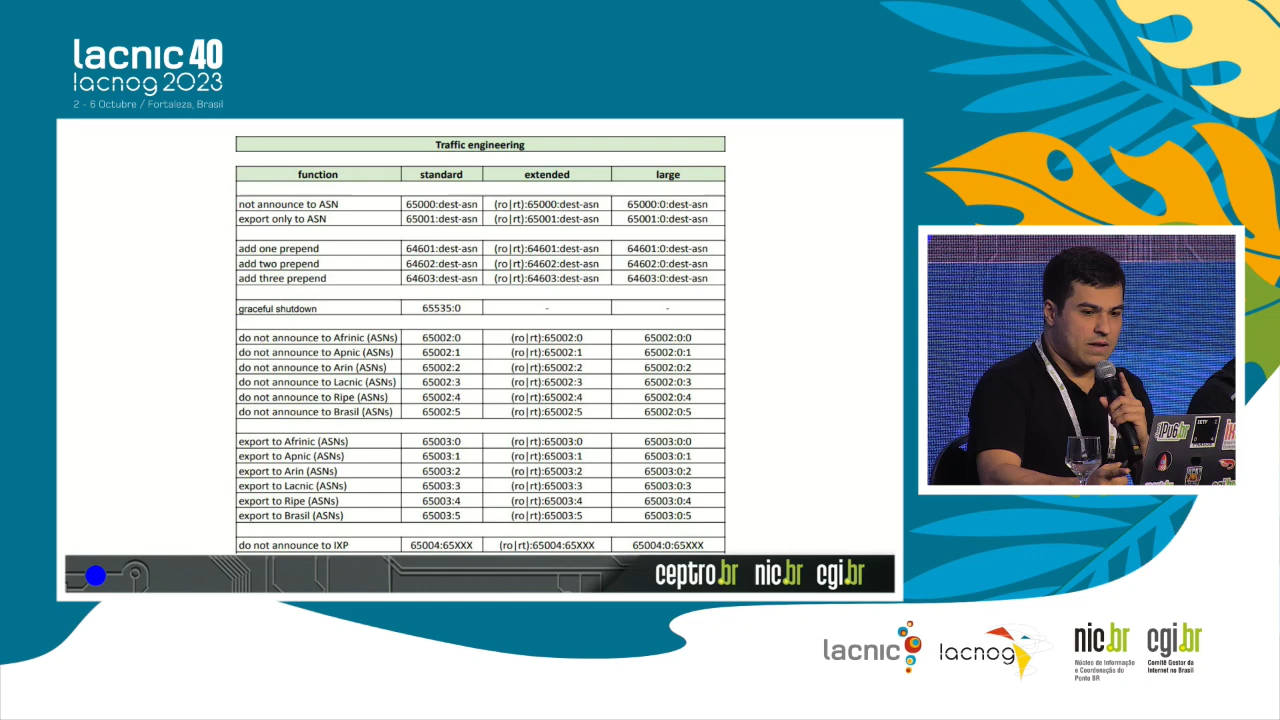 lacnic 40
lacnog 2023
2 - 6 Octubre / Fortaleza, Brasil
Traffic engineering
function standard extended large
not announce to ASN 65000:dest-asn (ro|rt):65000:dest-asn 65000:0:dest-asn
export only to ASN 65001:dest-asn (ro|rt):65001:dest-asn 65001:0:dest-asn
add one prepend 64601:dest-asn (ro|rt):64601:dest-asn 64601:0:dest-asn
add two prepend 64602:dest-asn (ro|rt):64602:dest-asn 64602:0:dest-asn
add three prepend 64603:dest-asn (ro|rt):64603:dest-asn 64603:0:dest-asn
graceful shutdown 65535:0 - -
do not announce to Afrinic (ASNs) 65002:0 (ro|rt):65002:0 65002:0:0
do not announce to Apnic (ASNs) 65002:1 (ro|rt):65002:1 65002:0:1
do not announce to Arin (ASNs) 65002:2 (ro|rt):65002:2 65002:0:2
do not announce to Lacnic (ASNs) 65002:3 (ro|rt):65002:3 65002:0:3
do not announce to Ripe (ASNs) 65002:4 (ro|rt):65002:4 65002:0:4
do not announce to Brasil (ASNs) 65002:5 (ro|rt):65002:5 65002:0:5
export to Afrinic (ASNs) 65003:0 (ro|rt):65003:0 65003:0:0
export to Apnic (ASNs) 65003:1 (ro|rt):65003:1 65003:0:1
export to Arin (ASNs) 65003:2 (ro|rt):65003:2 65003:0:2
export to Lacnic (ASNs) 65003:3 (ro|rt):65003:3 65003:0:3
export to Ripe (ASNs) 65003:4 (ro|rt):65003:4 65003:0:4
export to Brasil (ASNs) 65003:5 (ro|rt):65003:5 65003:0:5
do not announce to IXP 65004:65XXX (ro|rt):65004:65XXX 65004:0:65XXX
ceptro.br nic.br cgi.br
IETF
lacnic
lacnog
nic.br
Núcleo de Informação
e Coordenação do
Ponto BR
cgi.br
Comitê Gestor da
Internet no Brasil